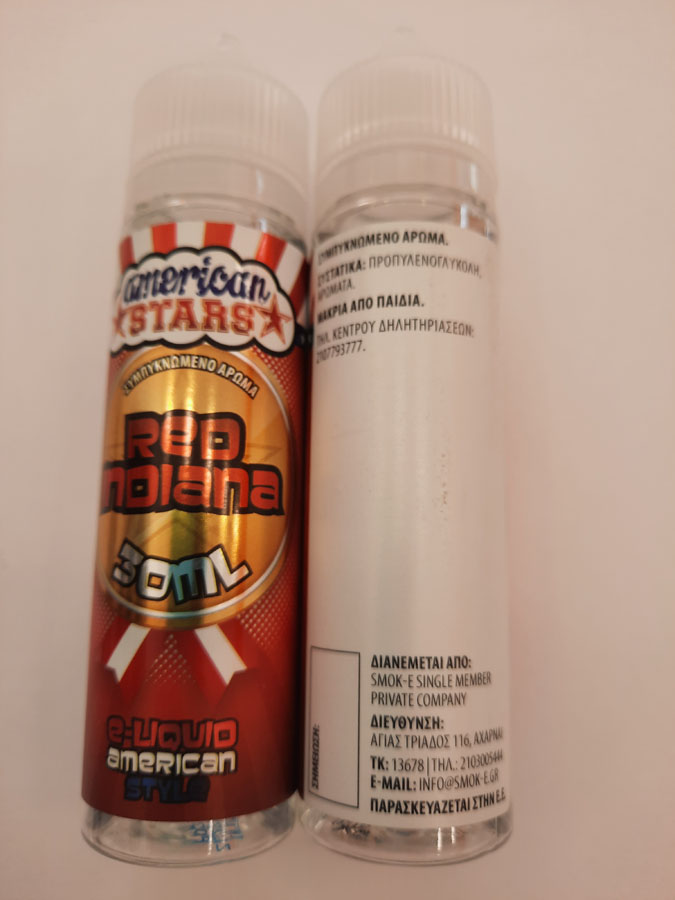 american
STARS
ΣΥΜΠΥΚΝΩΜΕΝΟ ΑΡΩΜΑ
Red
Indiana
30ML
e-Liquid
american
STYLE
ΣΥΜΠΥΚΝΩΜΕΝΟ ΑΡΩΜΑ.
ΣΥΣΤΑΤΙΚΑ: ΠΡΟΠΥΛΕΝΟΓΛΥΚΟΛΗ,
ΑΡΩΜΑΤΑ.
ΜΑΚΡΙΑ ΑΠΟ ΠΑΙΔΙΑ.
ΤΗΛ. ΚΕΝΤΡΟΥ ΔΗΛΗΤΗΡΙΑΣΕΩΝ:
2107793777.
ΣΗΜΕΙΩΣΗ:
ΔΙΑΝΕΜΕΤΑΙ ΑΠΟ:
SMOK-E SINGLE MEMBER
PRIVATE COMPANY
ΔΙΕΥΘΥΝΣΗ:
ΑΓΙΑΣ ΤΡΙΑΔΟΣ 116, ΑΧΑΡΝΑΙ
ΤΚ: 13678 | ΤΗΛ.: 2103005444
E-MAIL: INFO@SMOK-E.GR
ΠΑΡΑΣΚΕΥΑΖΕΤΑΙ ΣΤΗΝ Ε.Ε.